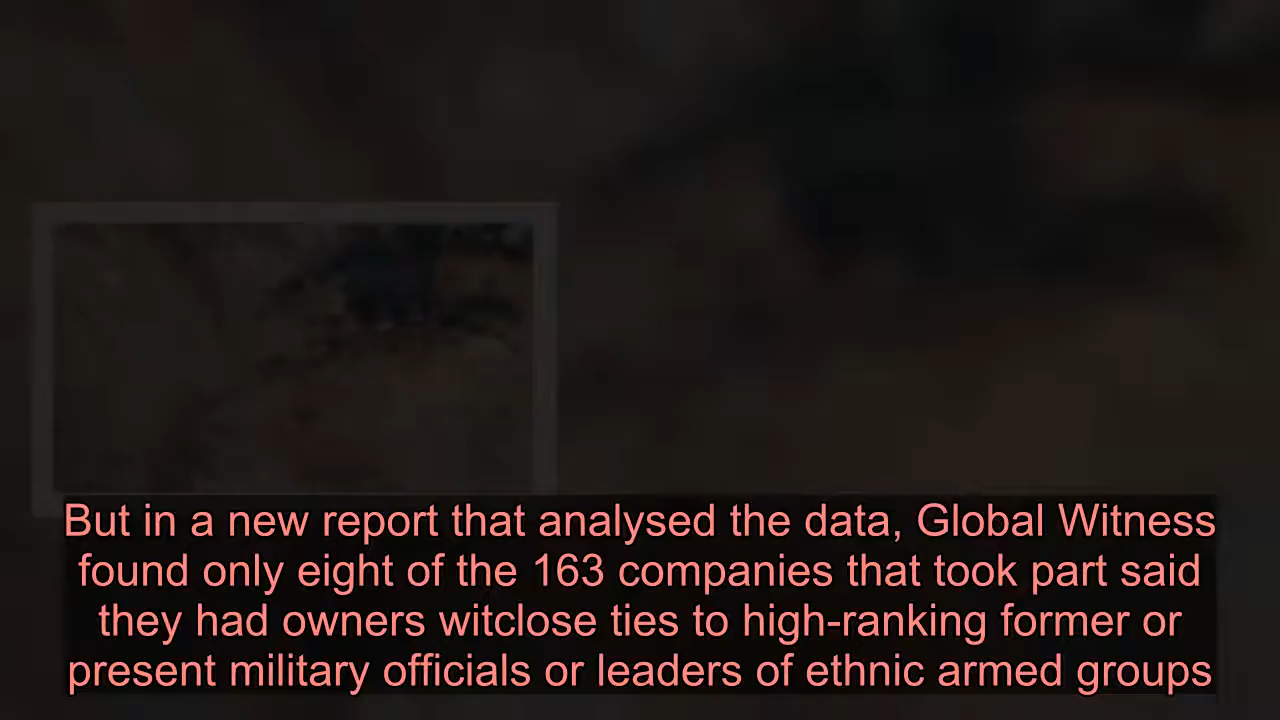 But in a new report that analysed the data, Global Witness
found only eight of the 163 companies that took part said
they had owners witclose ties to high-ranking former or
present military officials or leaders of ethnic armed groups